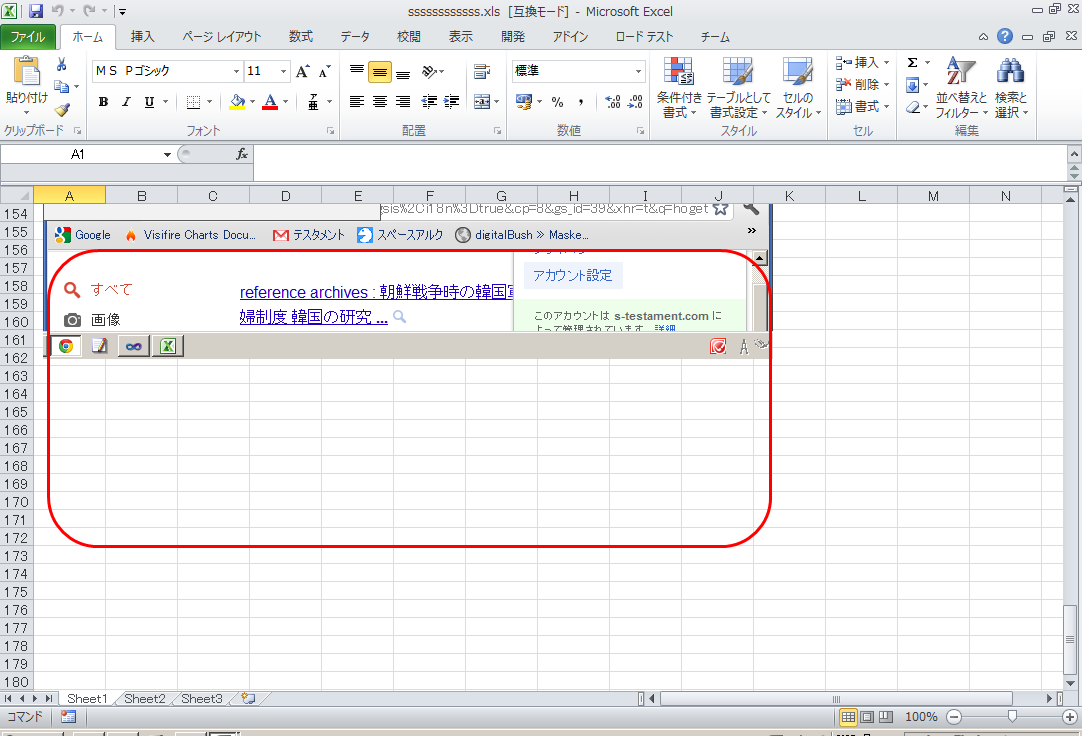 ssssssssssss.xls [互換モード] - Microsoft Excel
ファイル ホーム 挿入 ページ レイアウト 数式 データ 校閲 表示 開発 アドイン ロード テスト チーム
貼り付け
クリップボード
ＭＳ Ｐゴシック 11
B I U
フォント
配置
標準
% ,
数値
条件付き書式
テーブルとして書式設定
セルのスタイル
スタイル
挿入
削除
書式
セル
Σ
並べ替えとフィルター
検索と選択
編集
A1 fx
A B C D E F G H I J K L M N
154 sis%2Ci18n%3Dtrue&cp=8&gs_id=39&xhr=t&q=hoget
155 Google Visifire Charts Docu... テスタメント スペースアルク digitalBush » Maske... »
156
157 アカウント設定
158 すべて reference archives : 朝鮮戦争時の韓国軍
159 このアカウントは s-testament.com に
160 画像 婦制度 韓国の研究 ... よって管理されています。詳細
161
162
163
164
165
166
167
168
169
170
171
172
173
174
175
176
177
178
179
180
Sheet1 Sheet2 Sheet3
コマンド 100%